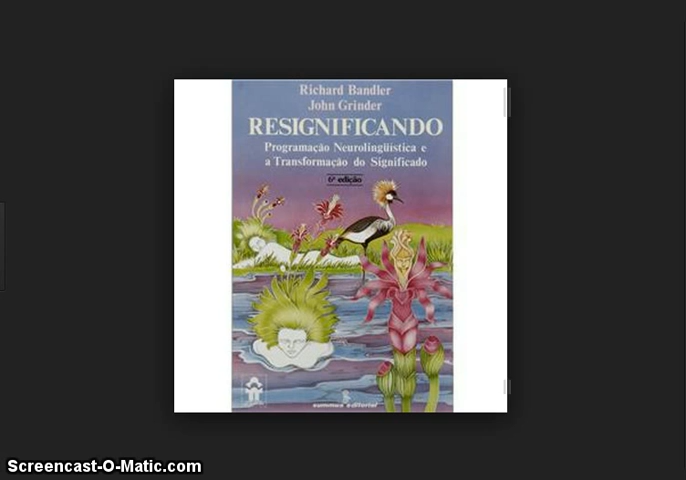 Richard Bandler
John Grinder
RESIGNIFICANDO
Programação Neurolingüística e
a Transformação do Significado
6ª edição
summus editorial
Screencast-O-Matic.com